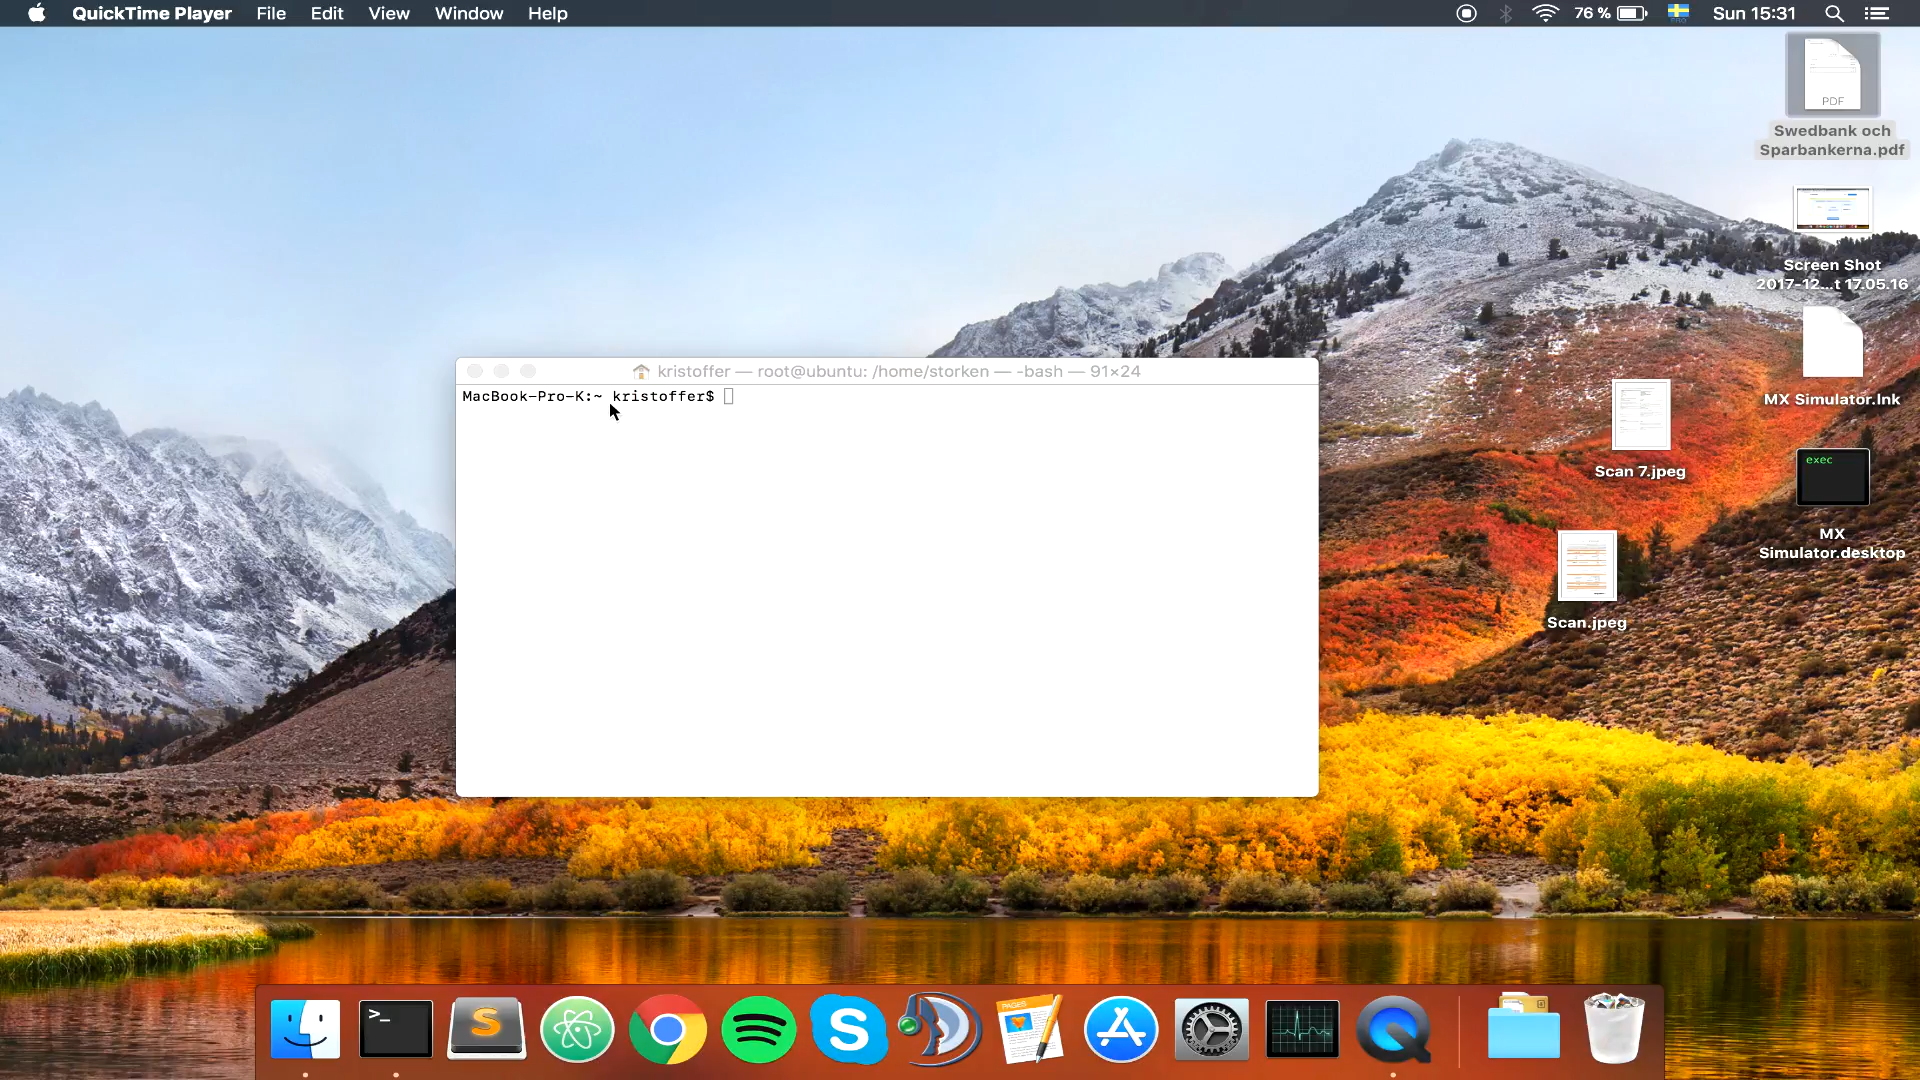 QuickTime Player File Edit View Window Help 76 % Sun 15:31
PDF
Swedbank och
Sparbankerna.pdf
Screen Shot
2017-12...t 17.05.16
MX Simulator.lnk
Scan 7.jpeg
exec
MX
Simulator.desktop
Scan.jpeg
kristoffer — root@ubuntu: /home/storken — -bash — 91×24
MacBook-Pro-K:~ kristoffer$
>_
S
PAGES